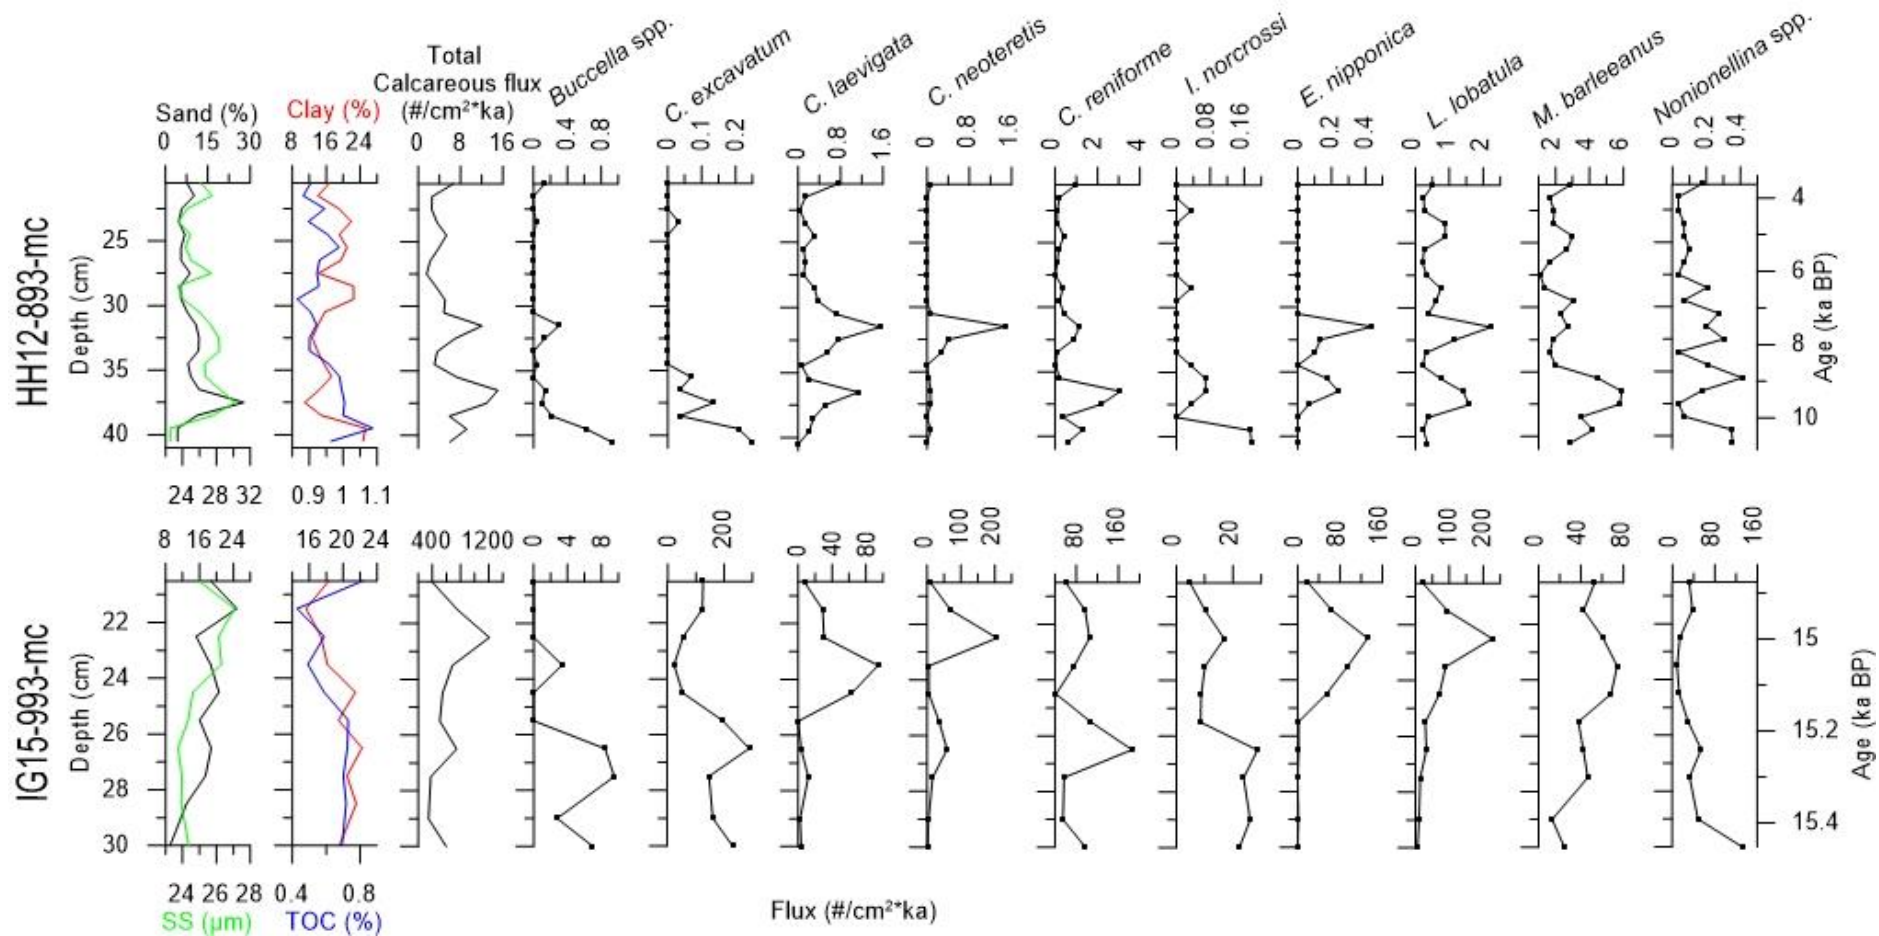 Total
Calcareous flux
(#/cm²*ka)
Sand (%)
Clay (%)
Buccella spp.
C. excavatum
C. laevigata
C. neoteretis
C. reniforme
I. norcrossi
E. nipponica
L. lobatula
M. barleeanus
Nonionellina spp.
0 15 30
8 16 24
0 8 16
0 0.4 0.8
0 0.1 0.2
0 0.8 1.6
0 0.8 1.6
0 2 4
0 0.08 0.16
0 0.2 0.4
0 1 2
2 4 6
0 0.2 0.4
HH12-893-mc
Depth (cm)
25
30
35
40
4
6
8
10
Age (ka BP)
24 28 32
0.9 1 1.1
8 16 24
16 20 24
400 1200
0 4 8
0 200
0 40 80
0 100 200
80 160
0 20
0 80 160
0 100 200
0 40 80
0 80 160
IG15-993-mc
Depth (cm)
22
24
26
28
30
15
15.2
15.4
Age (ka BP)
24 26 28
0.4 0.8
SS (µm)
TOC (%)
Flux (#/cm²*ka)